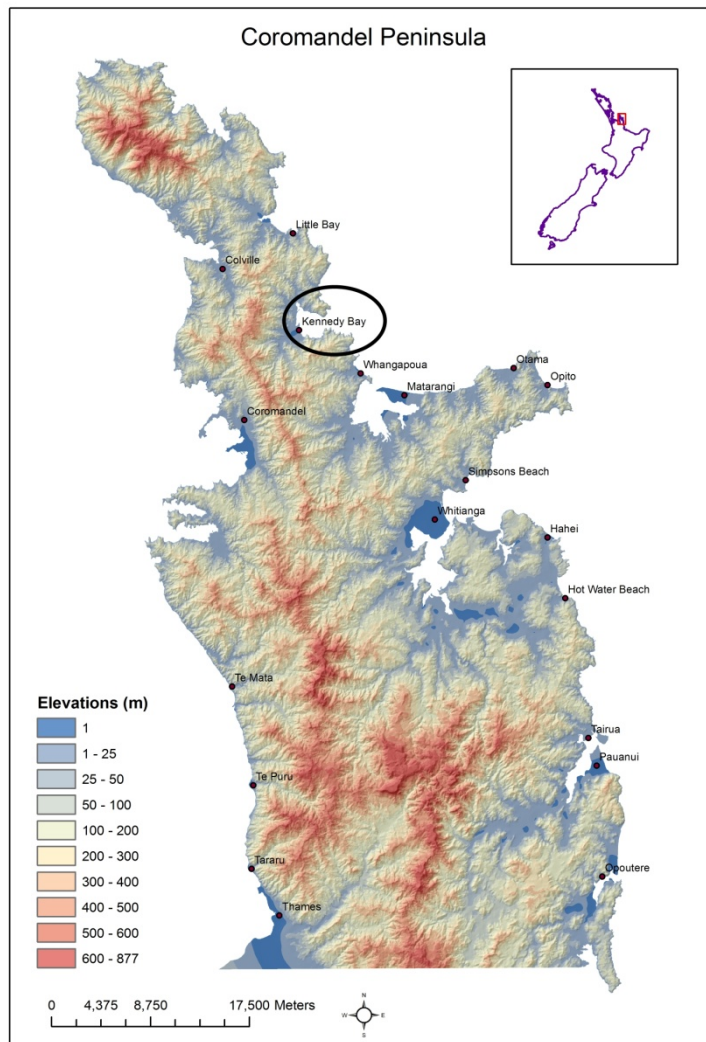 Coromandel Peninsula
Little Bay
Colville
Kennedy Bay
Whangapoua
Otama
Opito
Matarangi
Coromandel
Simpsons Beach
Whitianga
Hahei
Hot Water Beach
Te Mata
Tairua
Pauanui
Te Puru
Tararu
Opoutere
Thames
Elevations (m)
1
1 - 25
25 - 50
50 - 100
100 - 200
200 - 300
300 - 400
400 - 500
500 - 600
600 - 877
0 4,375 8,750 17,500 Meters
N
W E
S